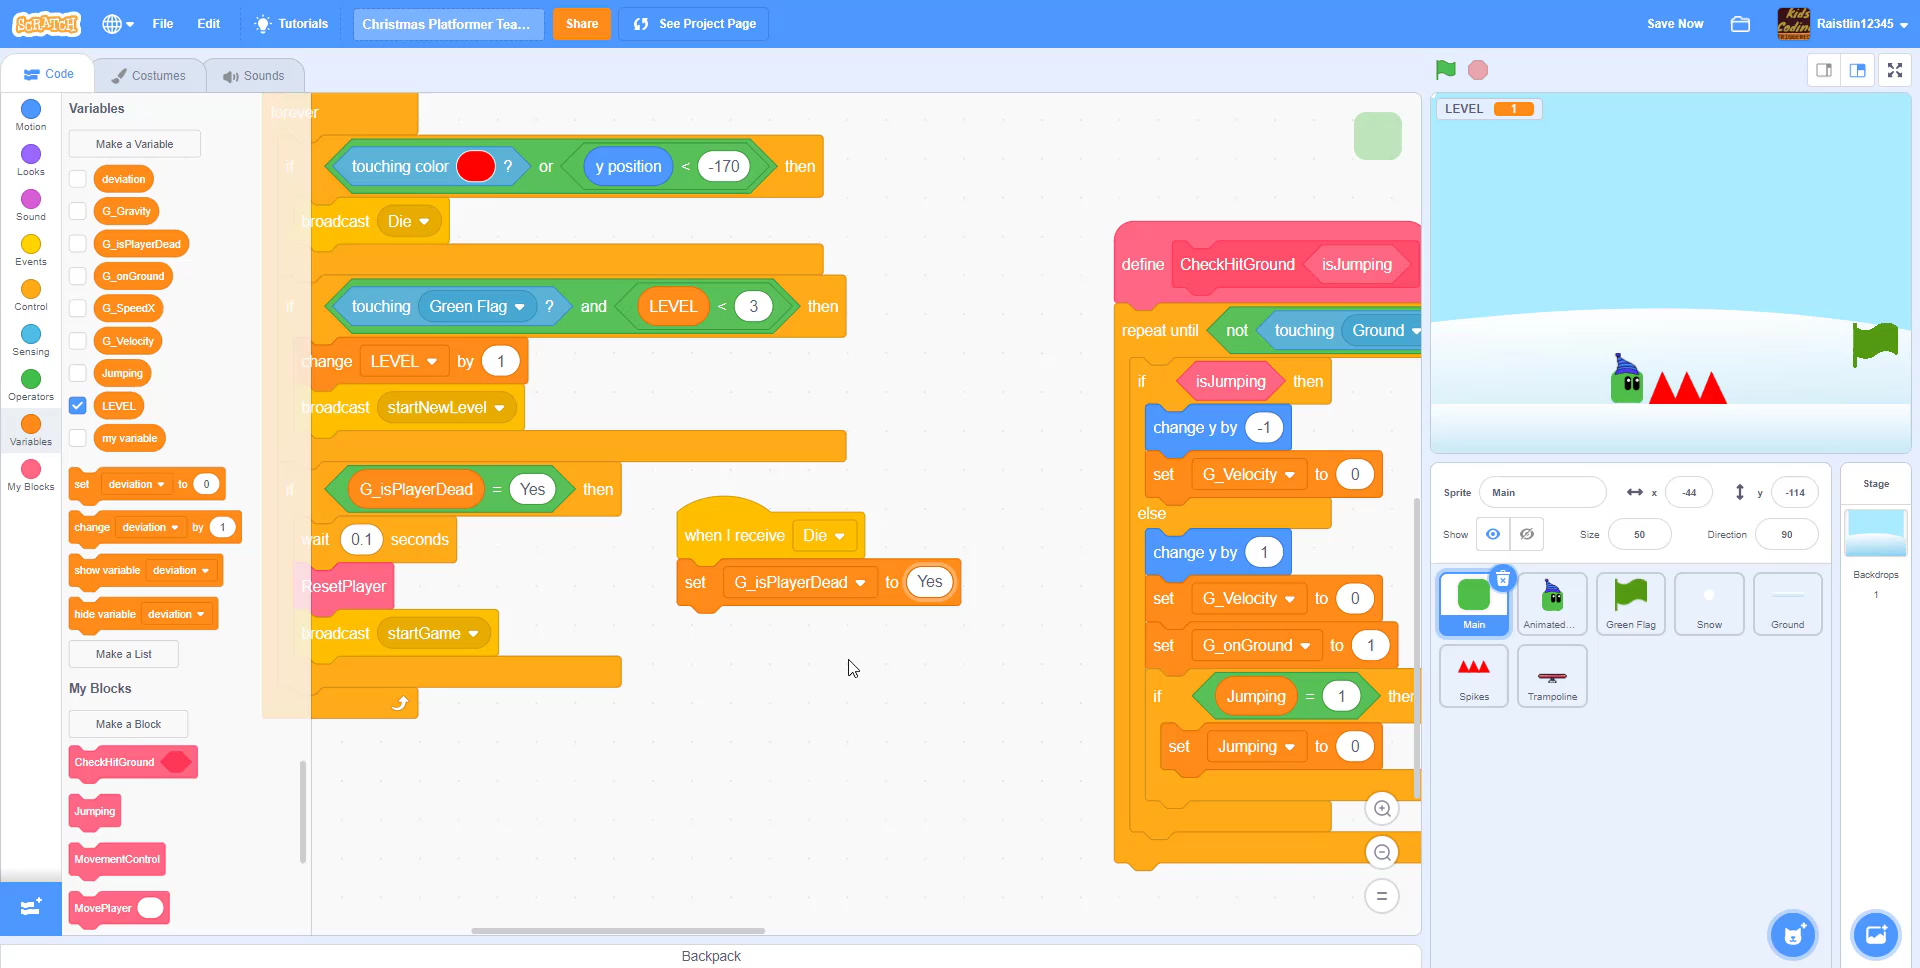 SCRATCH
File
Edit
Tutorials
Christmas Platformer Tea...
Share
See Project Page
Save Now
Raistlin12345
Code
Costumes
Sounds
Motion
Looks
Sound
Events
Control
Sensing
Operators
Variables
My Blocks
Variables
Make a Variable
deviation
G_Gravity
G_isPlayerDead
G_onGround
G_SpeedX
G_Velocity
Jumping
LEVEL
my variable
set deviation to 0
change deviation by 1
show variable deviation
hide variable deviation
Make a List
My Blocks
Make a Block
CheckHitGround
Jumping
MovementControl
MovePlayer
forever
if touching color ? or y position < -170 then
broadcast Die
if touching Green Flag ? and LEVEL < 3 then
change LEVEL by 1
broadcast startNewLevel
if G_isPlayerDead = Yes then
wait 0.1 seconds
ResetPlayer
broadcast startGame
when I receive Die
set G_isPlayerDead to Yes
define CheckHitGround isJumping
repeat until not touching Ground
if isJumping then
change y by -1
set G_Velocity to 0
else
change y by 1
set G_Velocity to 0
set G_onGround to 1
if Jumping = 1 then
set Jumping to 0
Backpack
LEVEL 1
Sprite Main x -44 y -114
Show Size 50 Direction 90
Main
Animated...
Green Flag
Snow
Ground
Spikes
Trampoline
Stage
Backdrops
1